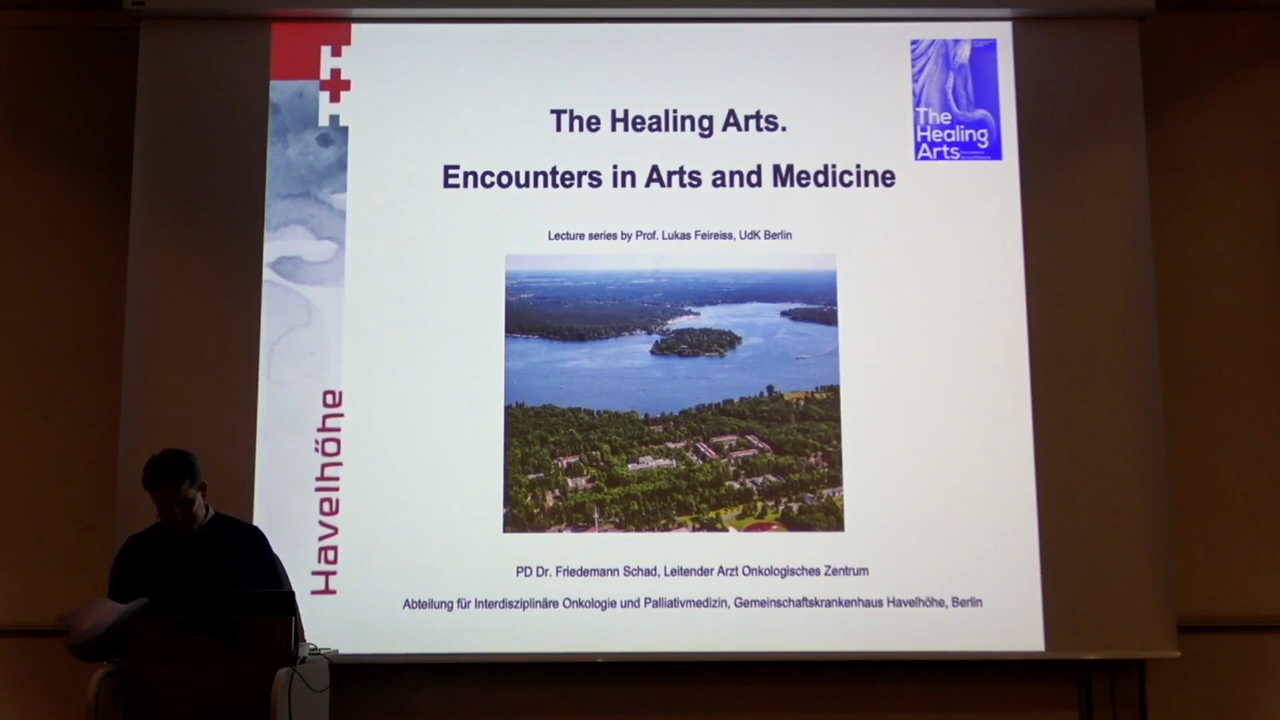 The Healing Arts.
Encounters in Arts and Medicine
Lecture series by Prof. Lukas Feireiss, UdK Berlin
The
Healing
Arts
Havelhöhe
PD Dr. Friedemann Schad, Leitender Arzt Onkologisches Zentrum
Abteilung für Interdisziplinäre Onkologie und Palliativmedizin, Gemeinschaftskrankenhaus Havelhöhe, Berlin